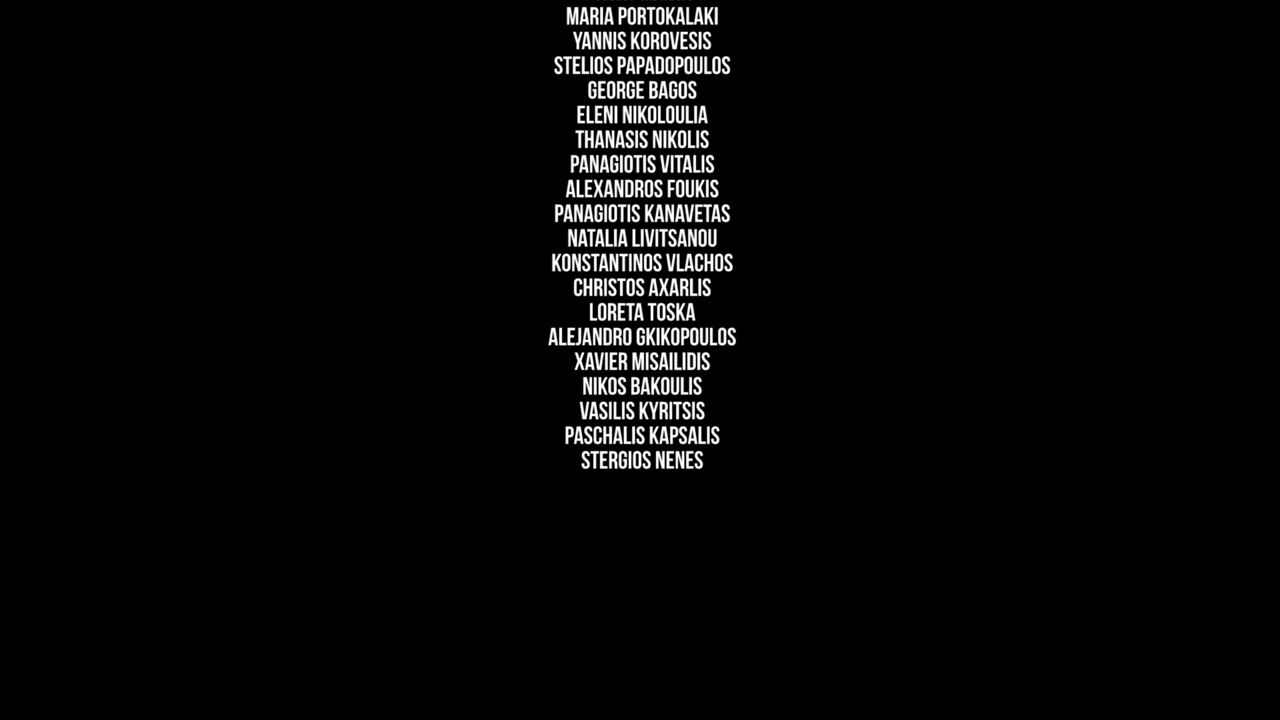 MARIA PORTOKALAKI
YANNIS KOROVESIS
STELIOS PAPADOPOULOS
GEORGE BAGOS
ELENI NIKOLOULIA
THANASIS NIKOLIS
PANAGIOTIS VITALIS
ALEXANDROS FOUKIS
PANAGIOTIS KANAVETAS
NATALIA LIVITSANOU
KONSTANTINOS VLACHOS
CHRISTOS AXARLIS
LORETA TOSKA
ALEJANDRO GKIKOPOULOS
XAVIER MISAILIDIS
NIKOS BAKOULIS
VASILIS KYRITSIS
PASCHALIS KAPSALIS
STERGIOS NENES